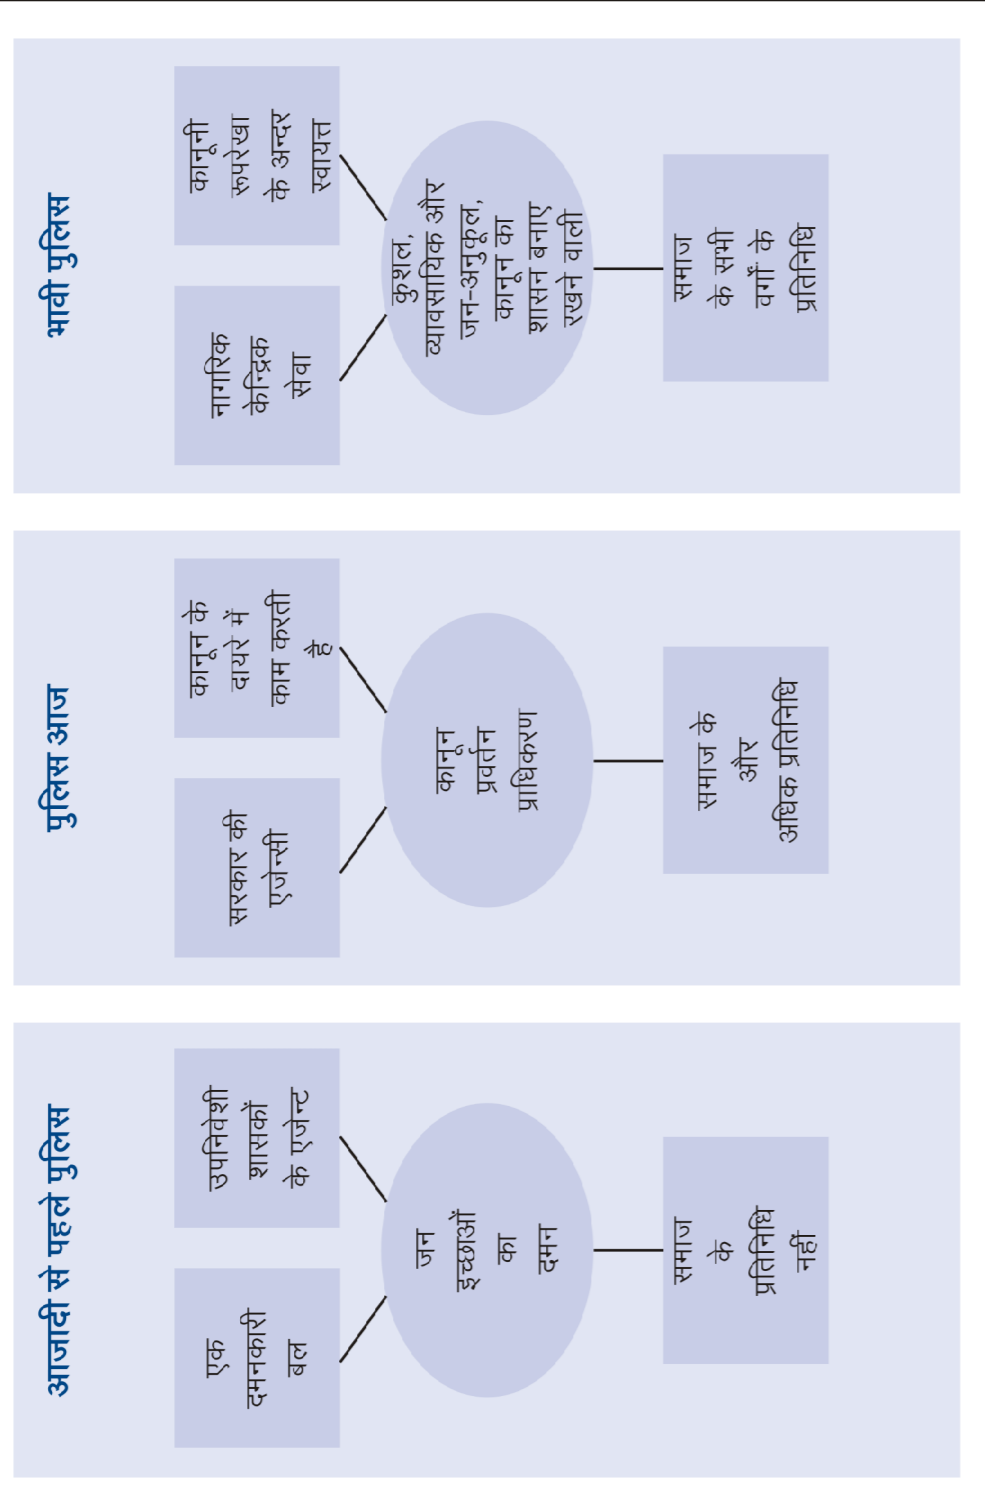 आजादी से पहले पुलिस
एक
दमनकारी
बल
उपनिवेशी
शासकों
के एजेन्ट
जन
इच्छाओं
का
दमन
समाज
के
प्रतिनिधि
नहीं
पुलिस आज
सरकार की
एजेन्सी
कानून के
दायरे में
काम करती
है
कानून
प्रवर्तन
प्राधिकरण
समाज के
और
अधिक प्रतिनिधि
भावी पुलिस
नागरिक
केन्द्रिक
सेवा
कानूनी
रूपरेखा
के अन्दर
स्वायत्त
कुशल,
व्यावसायिक और
जन-अनुकूल,
कानून का
शासन बनाए
रखने वाली
समाज
के सभी
वर्गों के
प्रतिनिधि